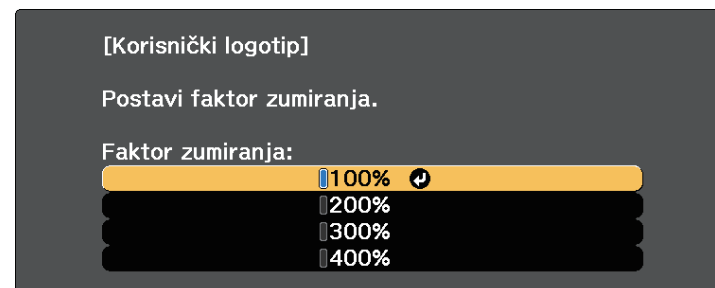 [Korisnički logotip]
Postavi faktor zumiranja.
Faktor zumiranja:
100%
200%
300%
400%